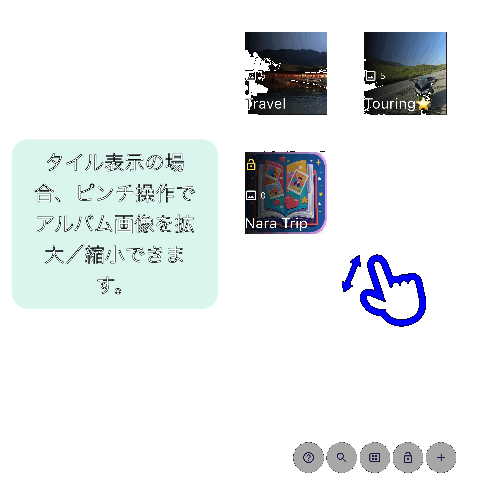 Travel
5
Touring⭐
タイル表示の場
合、ピンチ操作で
アルバム画像を拡
大／縮小できま
す。
0
Nara Trip